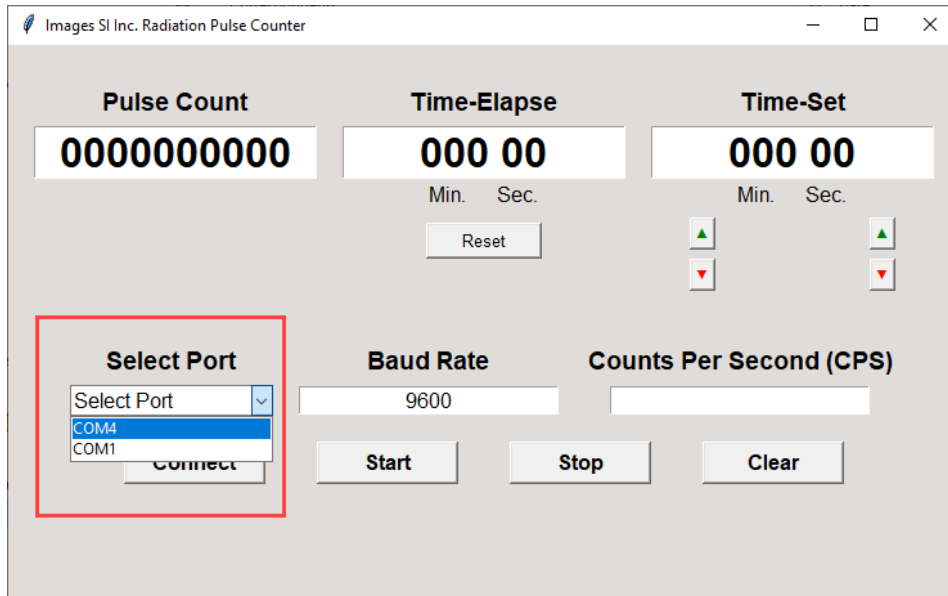 Images SI Inc. Radiation Pulse Counter
Pulse Count Time-Elapse Time-Set
0000000000 000 00 000 00
Min. Sec. Min. Sec.
Reset
Select Port Baud Rate Counts Per Second (CPS)
Select Port 9600
COM4
COM1
Connect Start Stop Clear